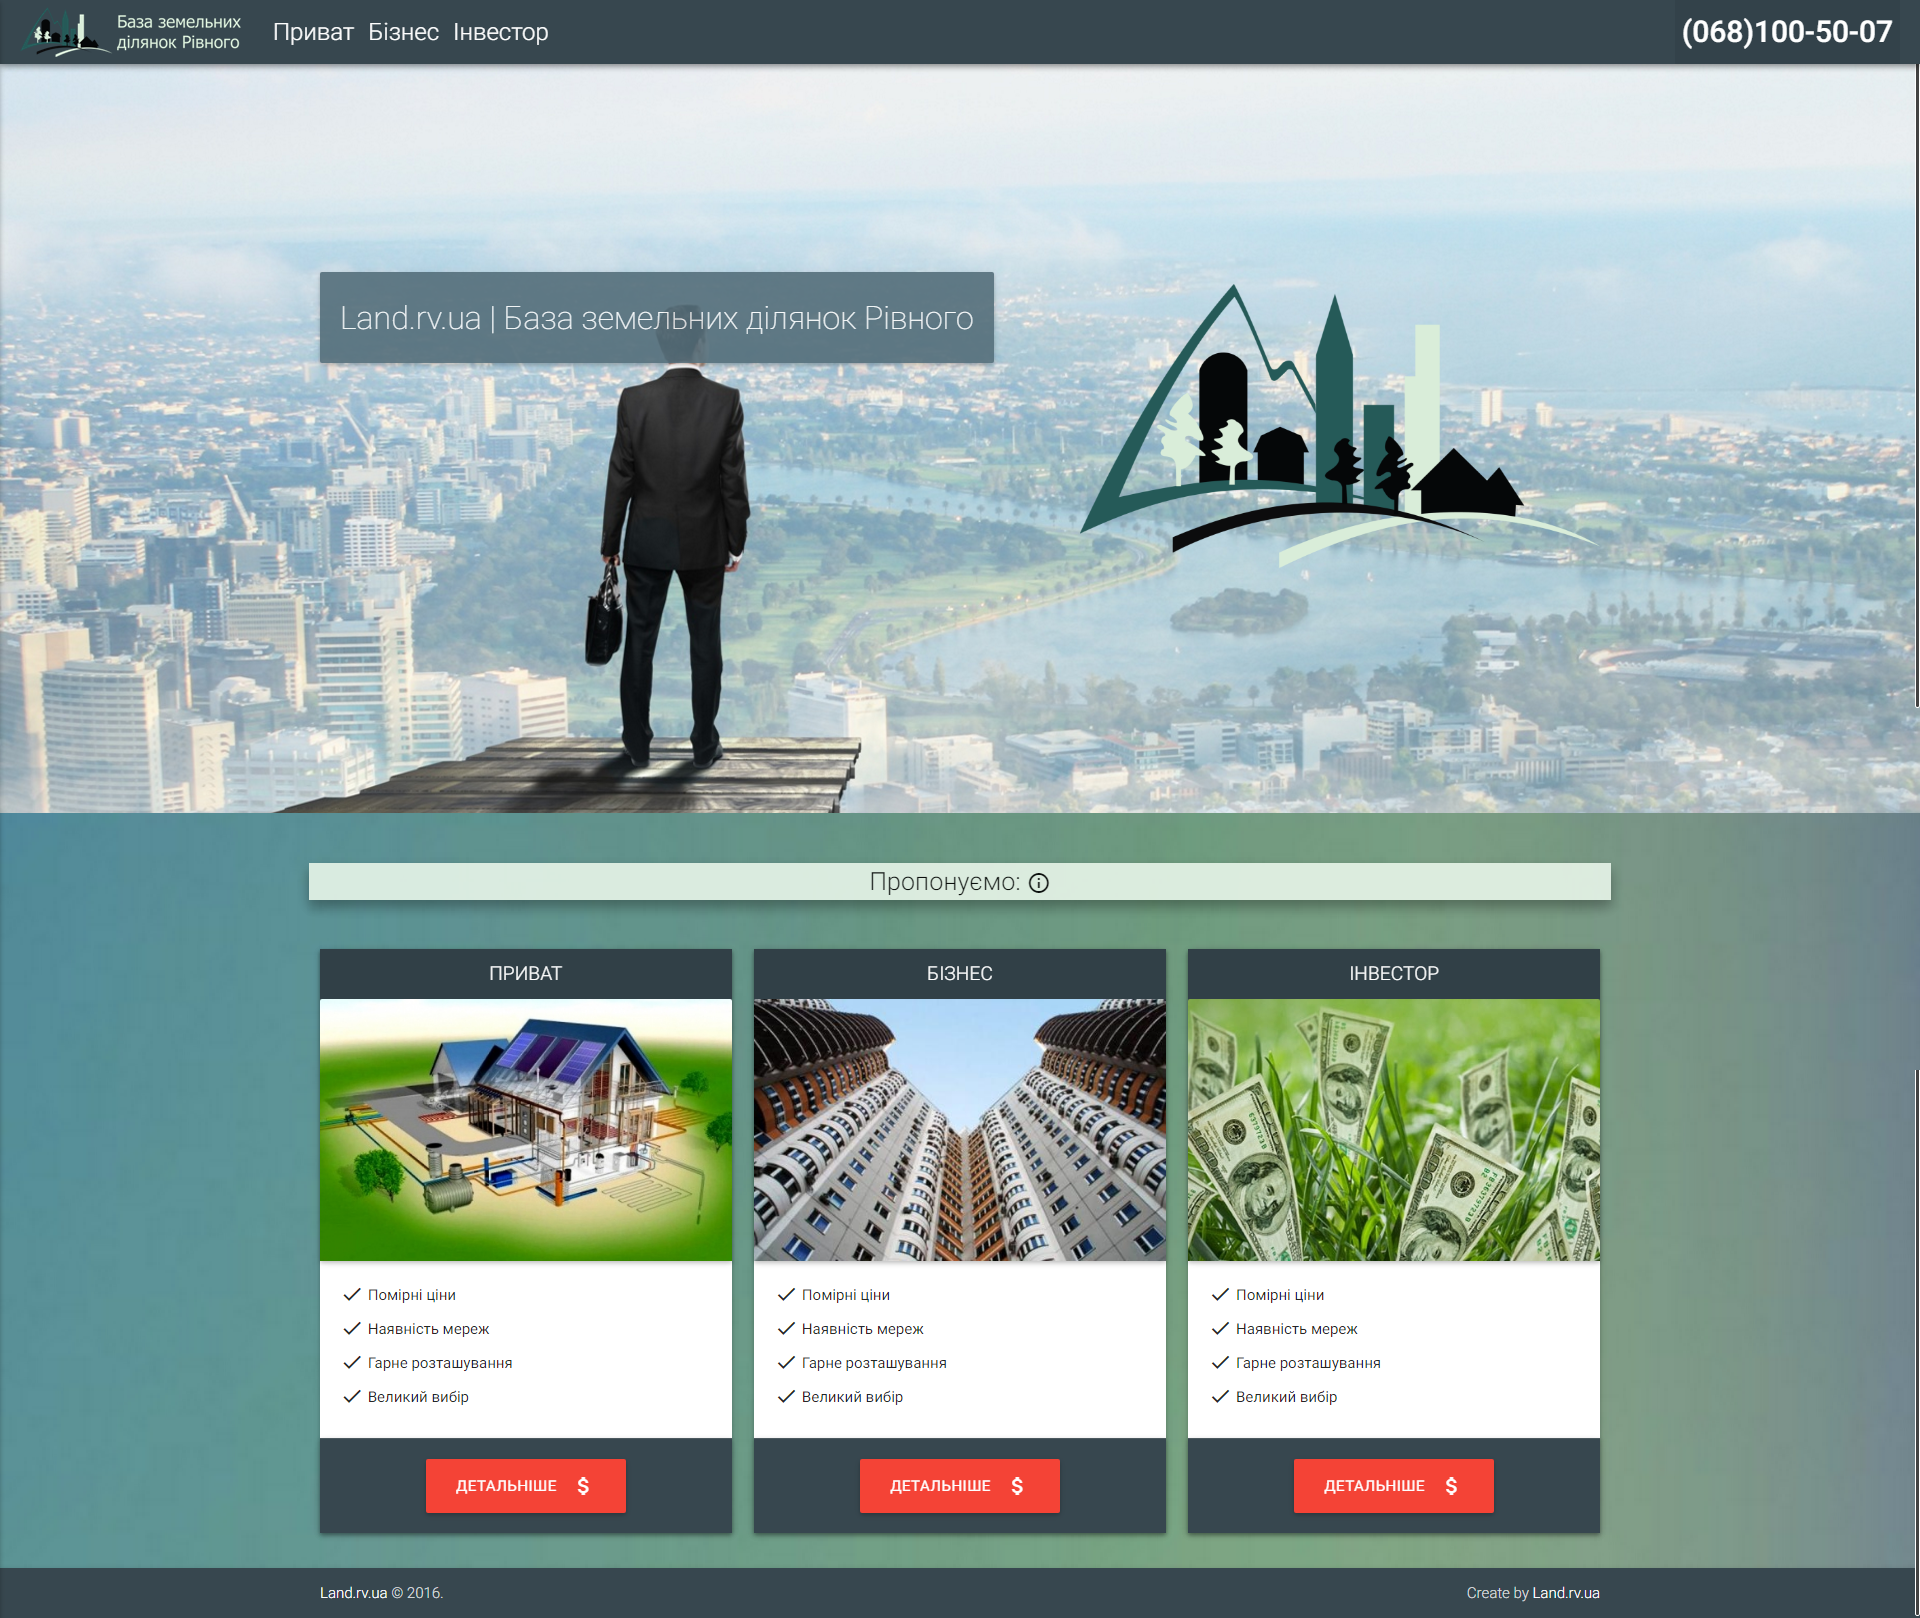 База земельних
ділянок Рівного
Приват Бізнес Інвестор
(068)100-50-07
Land.rv.ua | База земельних ділянок Рівного
Пропонуємо:
ПРИВАТ
БІЗНЕС
ІНВЕСТОР
Помірні ціни
Наявність мереж
Гарне розташування
Великий вибір
Помірні ціни
Наявність мереж
Гарне розташування
Великий вибір
Помірні ціни
Наявність мереж
Гарне розташування
Великий вибір
ДЕТАЛЬНІШЕ $
ДЕТАЛЬНІШЕ $
ДЕТАЛЬНІШЕ $
Land.rv.ua © 2016.
Create by Land.rv.ua